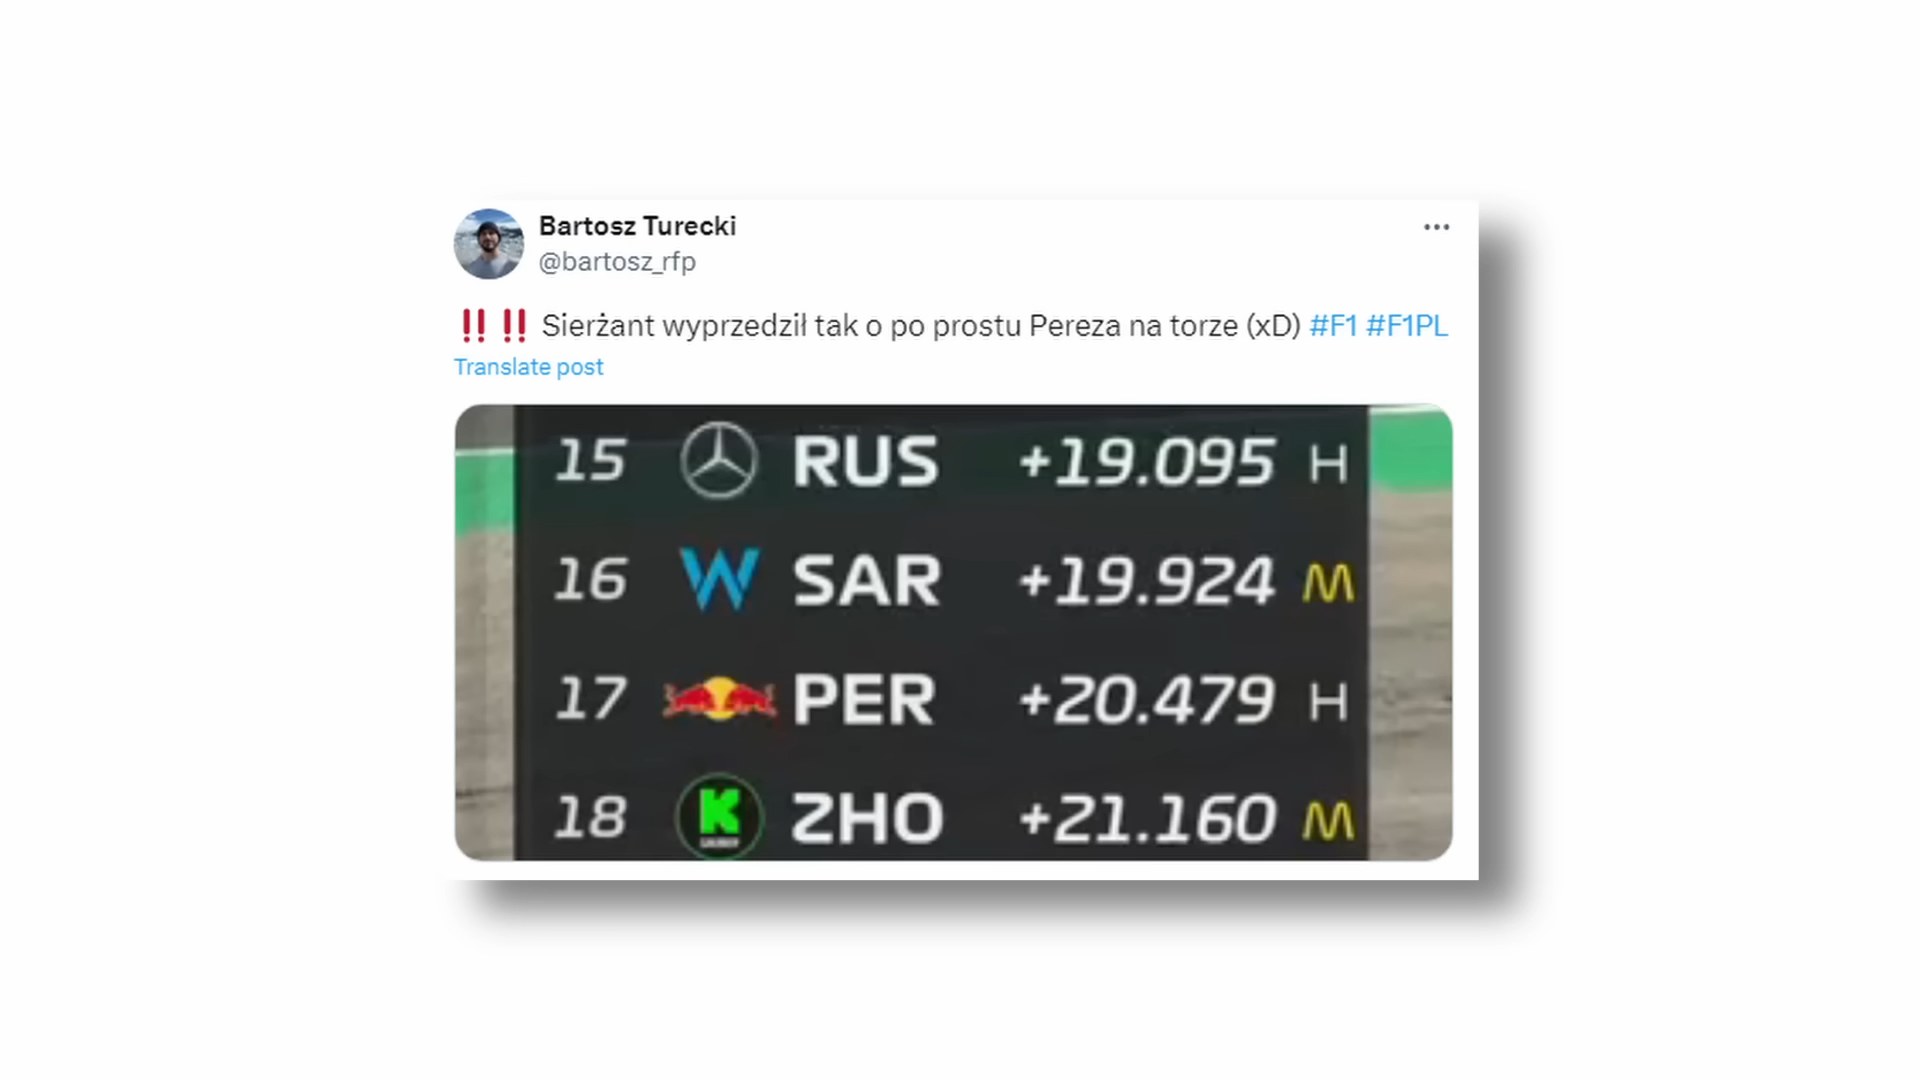 Bartosz Turecki
@bartosz_rfp
‼️ ‼️ Sierżant wyprzedził tak o po prostu Pereza na torze (xD) #F1 #F1PL
Translate post
15 RUS +19.095 H
16 W SAR +19.924 M
17 PER +20.479 H
18 K ZHO +21.160 M